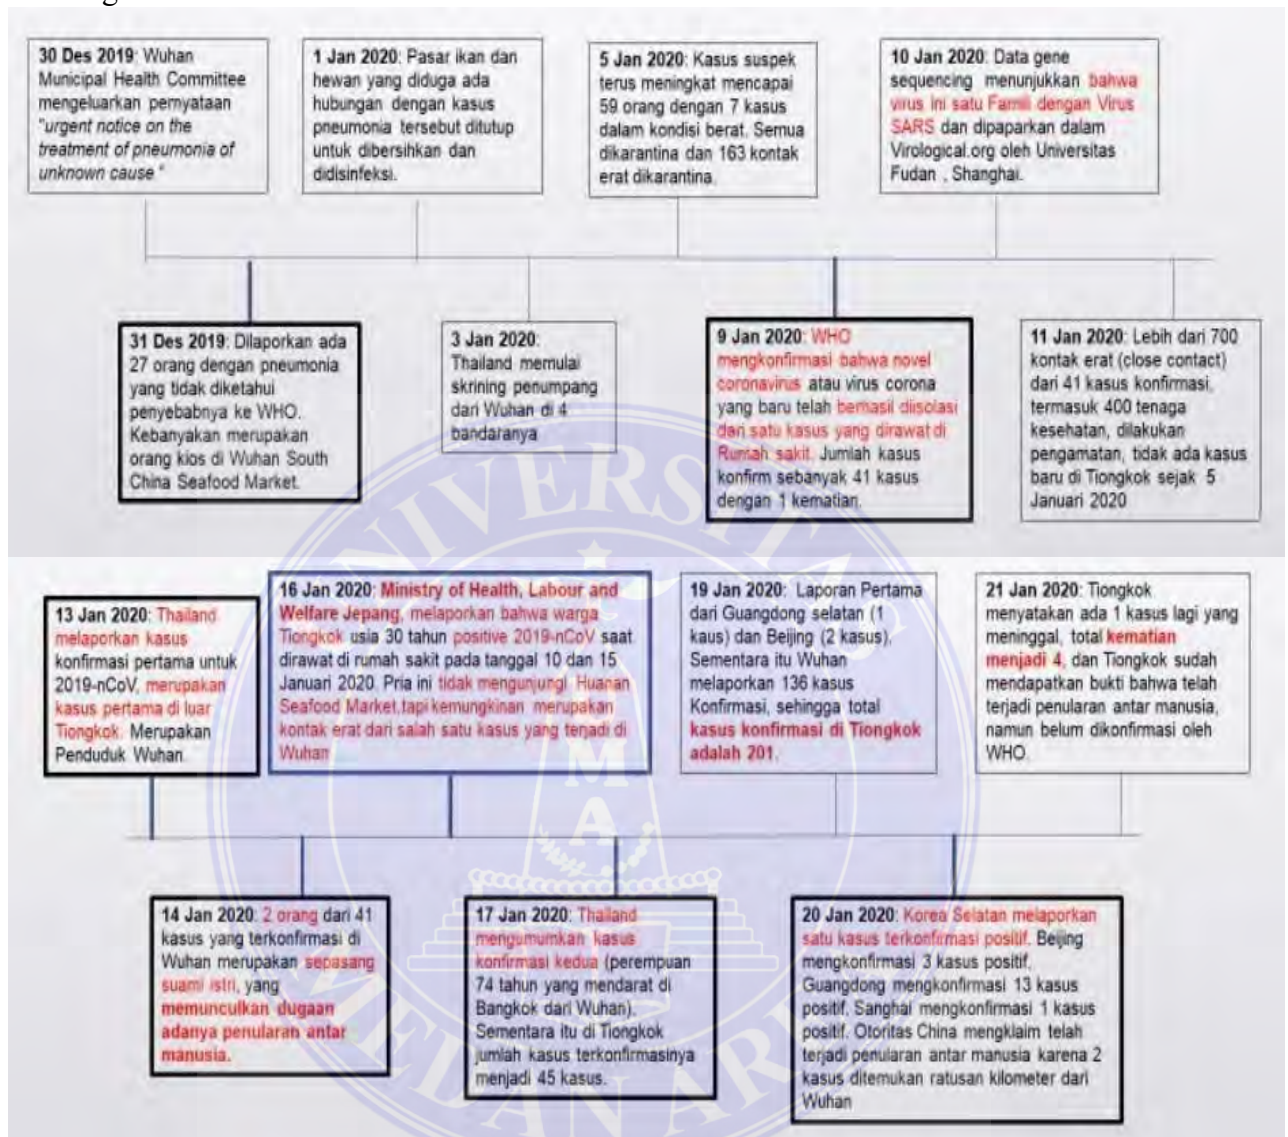 30 Des 2019: Wuhan
Municipal Health Committee
mengeluarkan pernyataan
"urgent notice on the
treatment of pneumonia of
unknown cause."
1 Jan 2020: Pasar ikan dan
hewan yang diduga ada
hubungan dengan kasus
pneumonia tersebut ditutup
untuk dibersihkan dan
didisinfeksi.
5 Jan 2020: Kasus suspek
terus meningkat mencapai
59 orang dengan 7 kasus
dalam kondisi berat. Semua
dikarantina dan 163 kontak
erat dikarantina.
10 Jan 2020: Data gene
sequencing menunjukkan bahwa
virus ini satu Famili dengan Virus
SARS dan dipaparkan dalam
Virological.org oleh Universitas
Fudan , Shanghai.
31 Des 2019: Dilaporkan ada
27 orang dengan pneumonia
yang tidak diketahui
penyebabnya ke WHO.
Kebanyakan merupakan
orang kios di Wuhan South
China Seafood Market.
3 Jan 2020:
Thailand memulai
skrining penumpang
dari Wuhan di 4
bandaranya
9 Jan 2020: WHO
mengkonfirmasi bahwa novel
coronavirus atau virus corona
yang baru telah berhasil diisolasi
dari satu kasus yang dirawat di
Rumah sakit. Jumlah kasus
konfirm sebanyak 41 kasus
dengan 1 kematian.
11 Jan 2020: Lebih dari 700
kontak erat (close contact)
dari 41 kasus konfirmasi,
termasuk 400 tenaga
kesehatan, dilakukan
pengamatan, tidak ada kasus
baru di Tiongkok sejak 5
Januari 2020
13 Jan 2020: Thailand
melaporkan kasus
konfirmasi pertama untuk
2019-nCoV, merupakan
kasus pertama di luar
Tiongkok. Merupakan
Penduduk Wuhan.
16 Jan 2020: Ministry of Health, Labour and
Welfare Jepang, melaporkan bahwa warga
Tiongkok usia 30 tahun positive 2019-nCoV saat
dirawat di rumah sakit pada tanggal 10 dan 15
Januari 2020. Pria ini tidak mengunjungi Huanan
Seafood Market,tapi kemungkinan merupakan
kontak erat dari salah satu kasus yang terjadi di
Wuhan
19 Jan 2020: Laporan Pertama
dari Guangdong selatan (1
kaus) dan Beijing (2 kasus).
Sementara itu Wuhan
melaporkan 136 kasus
Konfirmasi, sehingga total
kasus konfirmasi di Tiongkok
adalah 201.
21 Jan 2020: Tiongkok
menyatakan ada 1 kasus lagi yang
meninggal, total kematian
menjadi 4, dan Tiongkok sudah
mendapatkan bukti bahwa telah
terjadi penularan antar manusia,
namun belum dikonfirmasi oleh
WHO.
14 Jan 2020: 2 orang dari 41
kasus yang terkonfirmasi di
Wuhan merupakan sepasang
suami istri, yang
memunculkan dugaan
adanya penularan antar
manusia.
17 Jan 2020: Thailand
mengumumkan kasus
konfirmasi kedua (perempuan
74 tahun yang mendarat di
Bangkok dari Wuhan).
Sementara itu di Tiongkok
jumlah kasus terkonfirmasinya
menjadi 45 kasus.
20 Jan 2020: Korea Selatan melaporkan
satu kasus terkonfirmasi positif. Beijing
mengkonfirmasi 3 kasus positif,
Guangdong mengkonfirmasi 13 kasus
positif. Sanghai mengkonfirmasi 1 kasus
positif. Otoritas China mengklaim telah
terjadi penularan antar manusia karena 2
kasus ditemukan ratusan kilometer dari
Wuhan
UNIVERSITAS
MEDAN AREA